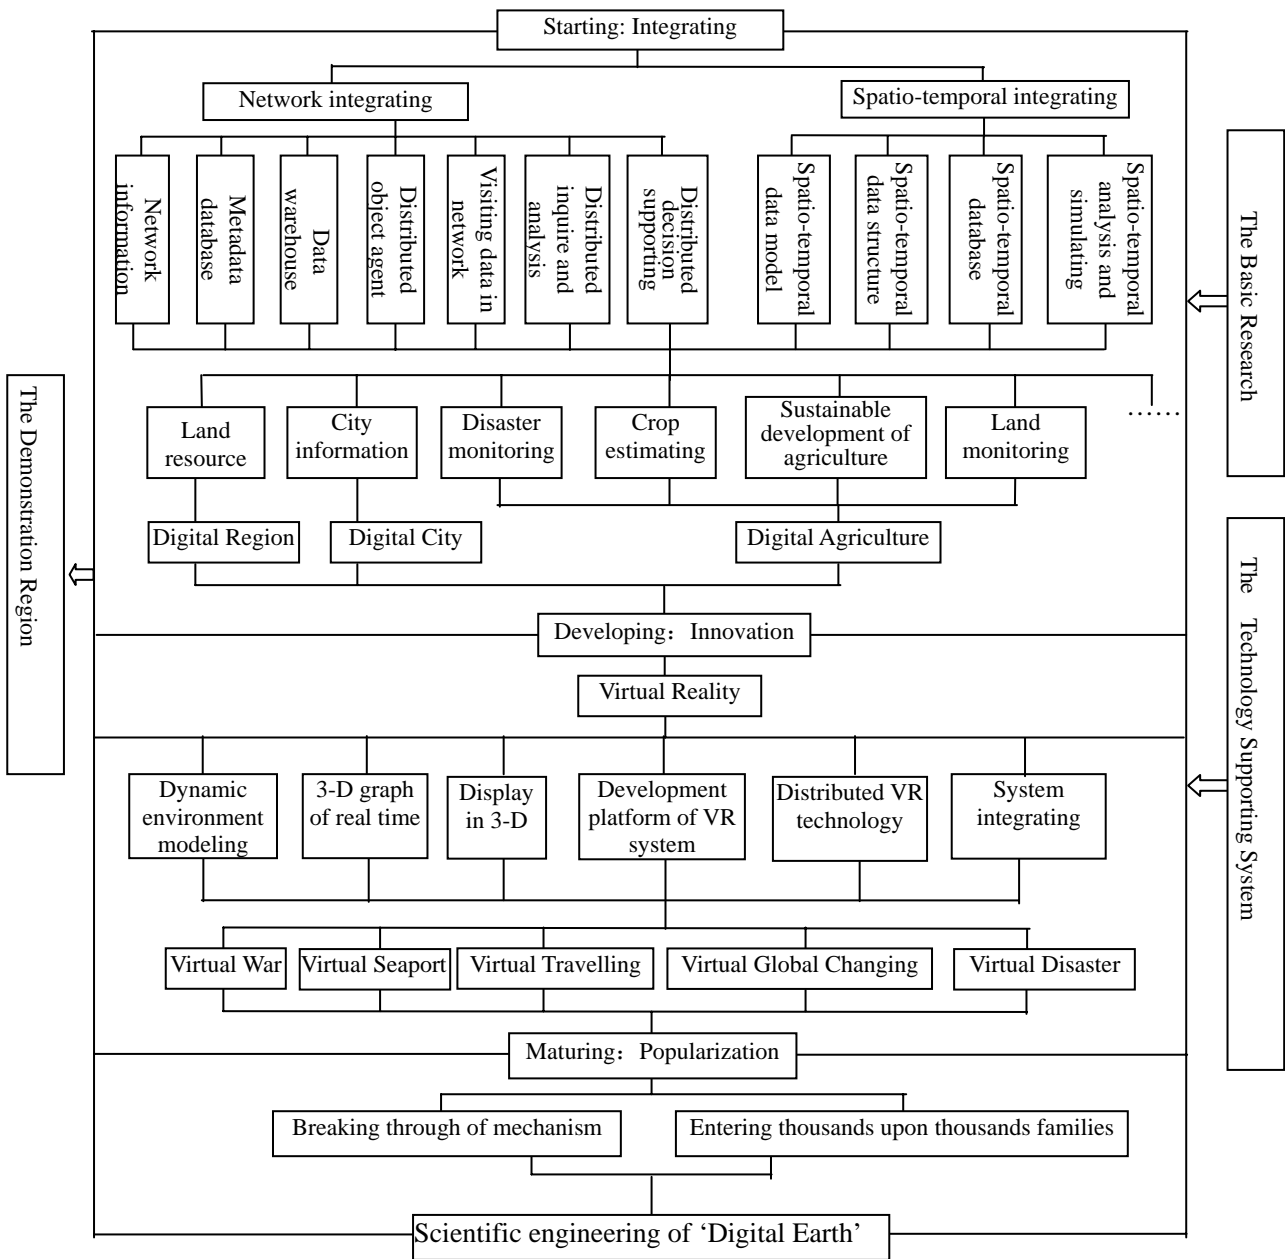 Starting: Integrating
Network integrating
Spatio-temporal integrating
Network
information
Metadata
database
Data
warehouse
Distributed
object agent
Visiting data in
network
Distributed
inquire and
analysis
Distributed
decision
supporting
Spatio-temporal
data model
Spatio-temporal
data structure
Spatio-temporal
database
Spatio-temporal
analysis and
simulating
The Basic Research
The Demonstration Region
Land
resource
City
information
Disaster
monitoring
Crop
estimating
Sustainable
development of
agriculture
Land
monitoring
……
Digital Region
Digital City
Digital Agriculture
The Technology Supporting System
Developing：Innovation
Virtual Reality
Dynamic
environment
modeling
3-D graph
of real time
Display
in 3-D
Development
platform of VR
system
Distributed VR
technology
System
integrating
Virtual War
Virtual Seaport
Virtual Travelling
Virtual Global Changing
Virtual Disaster
Maturing：Popularization
Breaking through of mechanism
Entering thousands upon thousands families
Scientific engineering of ‘Digital Earth’